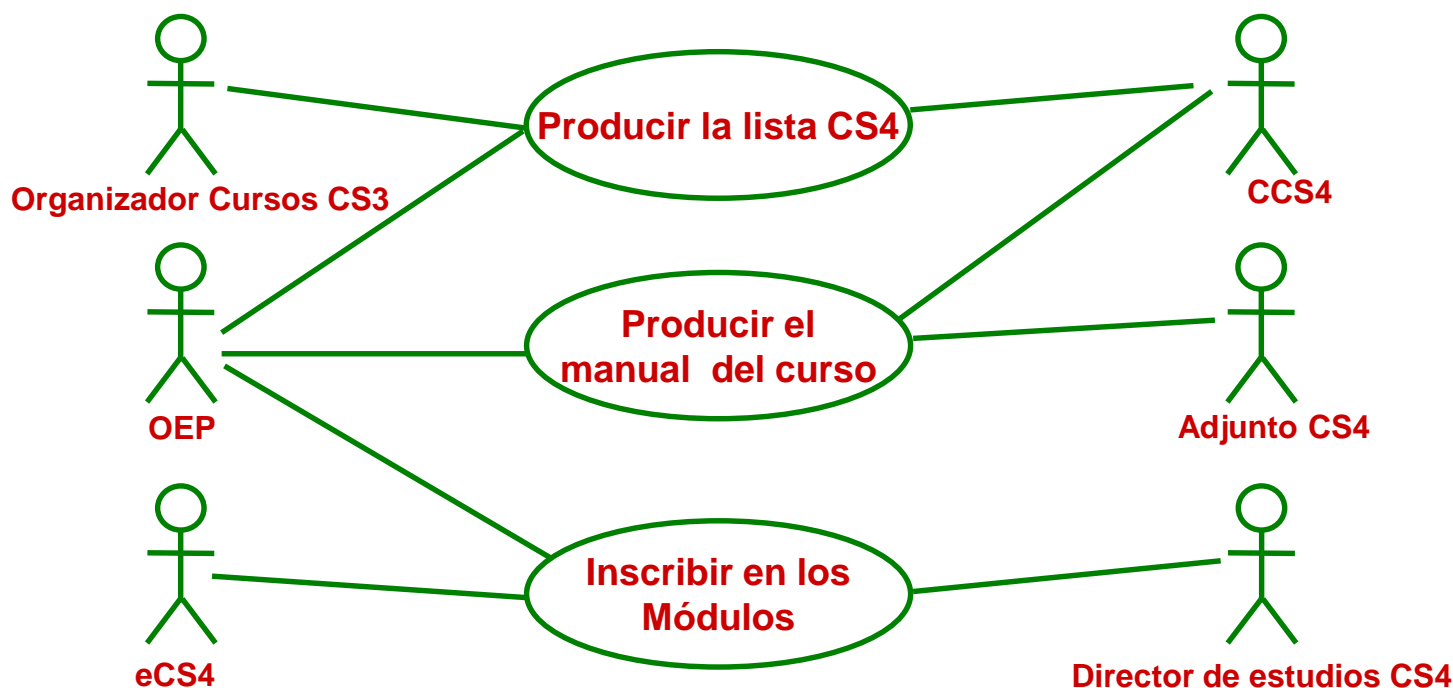 Producir la lista CS4
Organizador Cursos CS3
CCS4
Producir el
manual del curso
OEP
Adjunto CS4
Inscribir en los
Módulos
eCS4
Director de estudios CS4